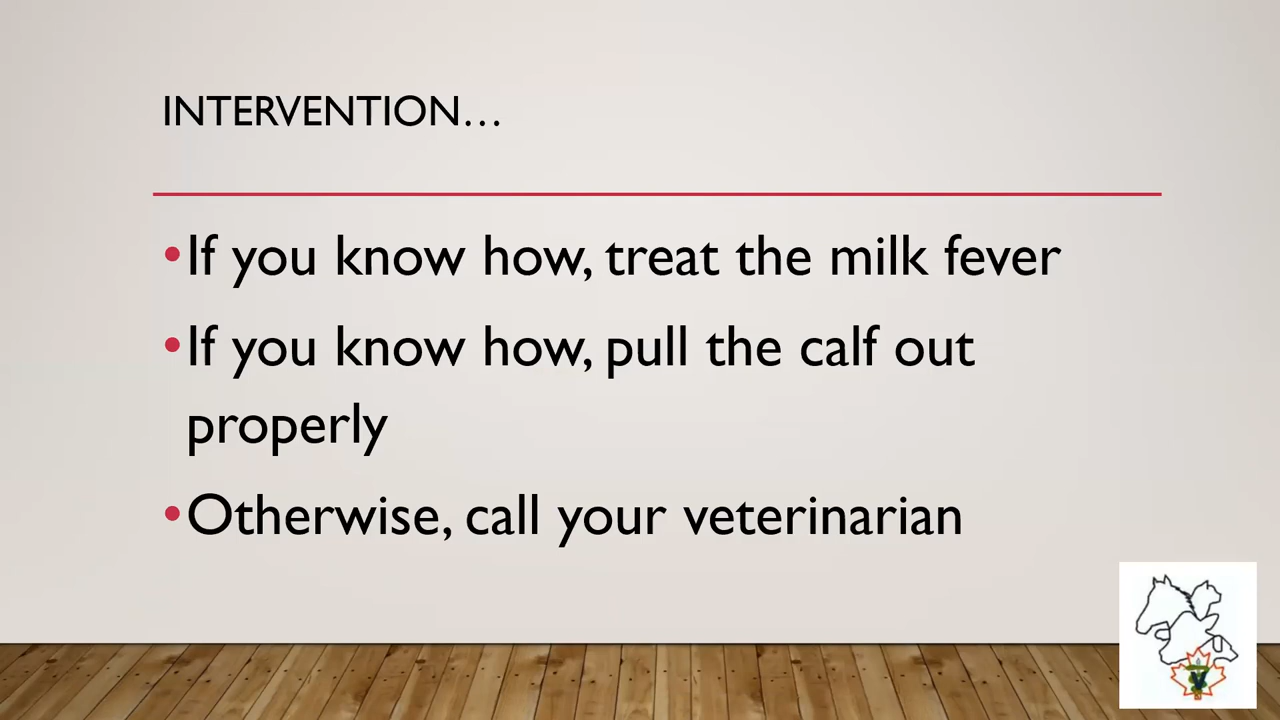 INTERVENTION…
•If you know how, treat the milk fever
•If you know how, pull the calf out
properly
•Otherwise, call your veterinarian